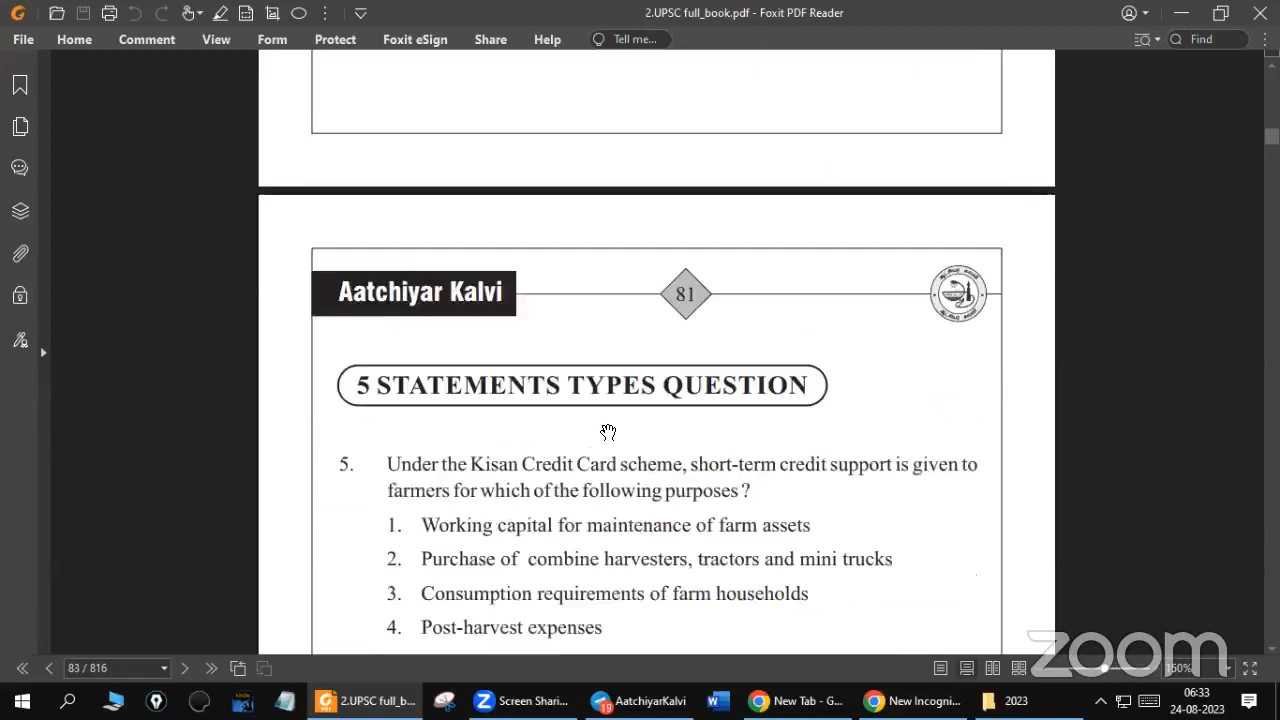 2.UPSC full_book.pdf - Foxit PDF Reader
File Home Comment View Form Protect Foxit eSign Share Help Tell me... Find
Aatchiyar Kalvi
81
5 STATEMENTS TYPES QUESTION
5. Under the Kisan Credit Card scheme, short-term credit support is given to
farmers for which of the following purposes ?
1. Working capital for maintenance of farm assets
2. Purchase of combine harvesters, tractors and mini trucks
3. Consumption requirements of farm households
4. Post-harvest expenses
zoom
83 / 816
150%
2.UPSC full_b...
Screen Shari...
19
AatchiyarKalvi
New Tab - G...
New Incogni...
2023
06:33
24-08-2023